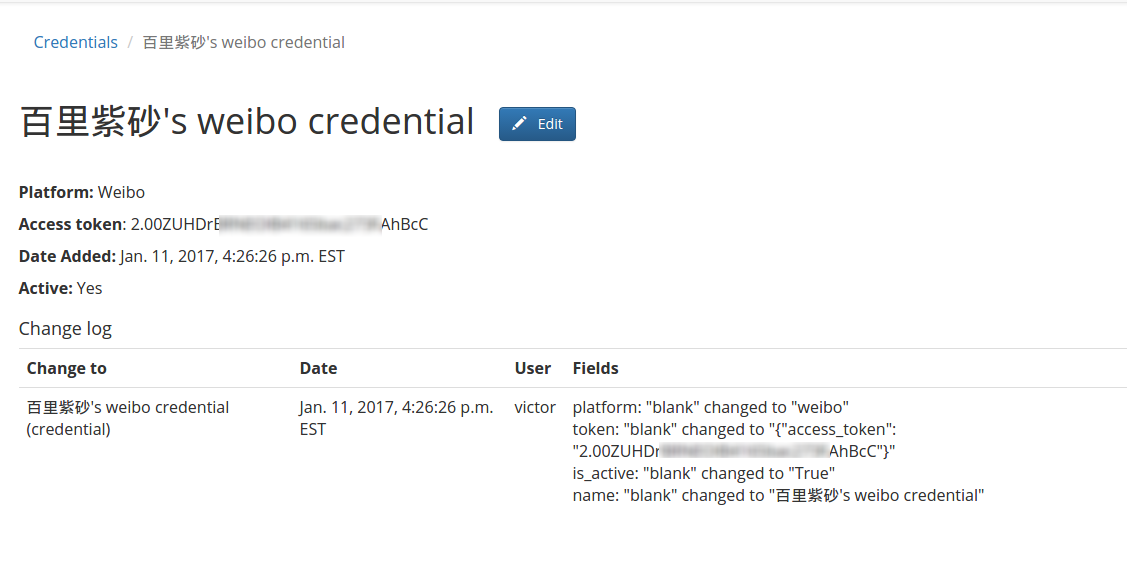 Credentials / 百里紫砂's weibo credential
百里紫砂's weibo credential
Edit
Platform: Weibo
Access token: 2.00ZUHDr AhBcC
Date Added: Jan. 11, 2017, 4:26:26 p.m. EST
Active: Yes
Change log
Change to Date User Fields
百里紫砂's weibo credential
(credential)
Jan. 11, 2017, 4:26:26 p.m.
EST
victor
platform: "blank" changed to "weibo"
token: "blank" changed to "{"access_token":
"2.00ZUHDr AhBcC"}"
is_active: "blank" changed to "True"
name: "blank" changed to "百里紫砂's weibo credential"